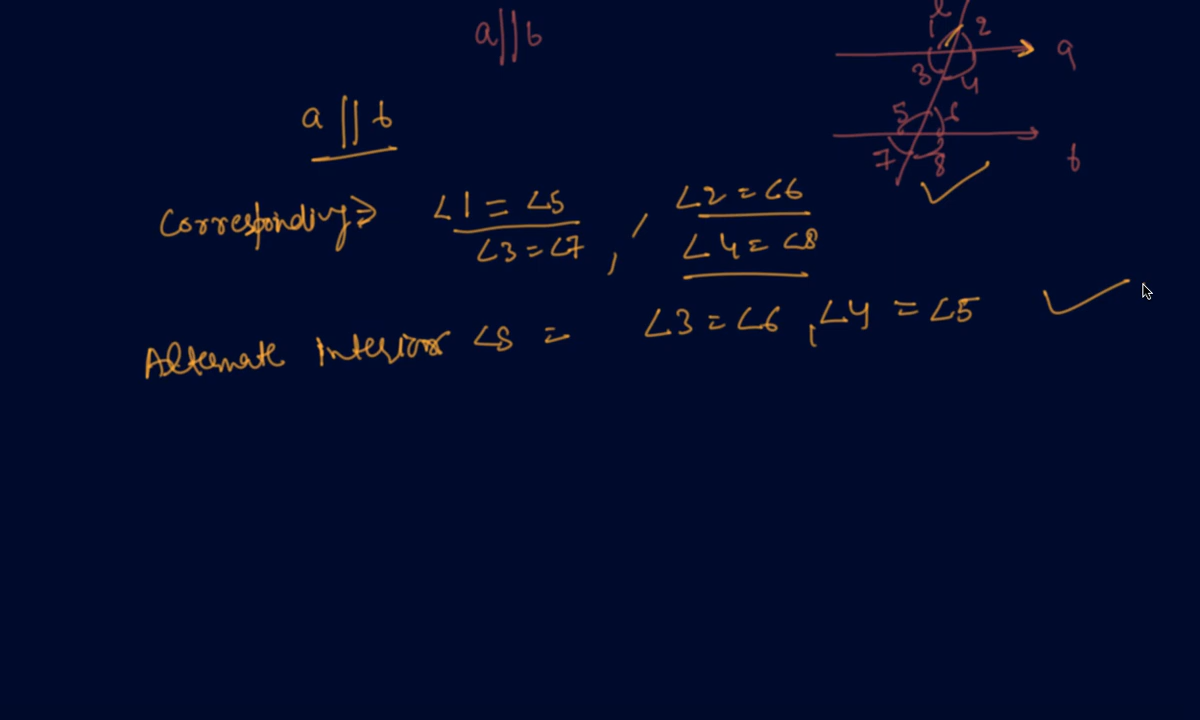 a||b
l
1 2
a
3 4
5 6
7 8
b
a || b
Corresponding ⇒ ∠1 = ∠5 , ∠2 = ∠6
∠3 = ∠7 , ∠4 = ∠8
Alternate Interior ∠s = ∠3 = ∠6 , ∠4 = ∠5